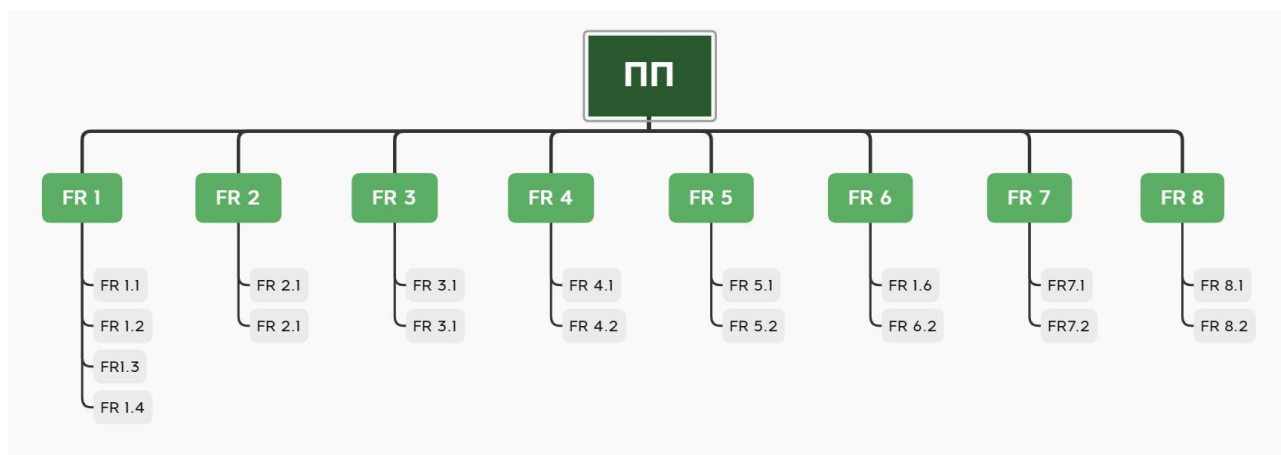 ПП
FR 1
FR 2
FR 3
FR 4
FR 5
FR 6
FR 7
FR 8
FR 1.1
FR 2.1
FR 3.1
FR 4.1
FR 5.1
FR 1.6
FR7.1
FR 8.1
FR 1.2
FR 2.1
FR 3.1
FR 4.2
FR 5.2
FR 6.2
FR7.2
FR 8.2
FR1.3
FR 1.4